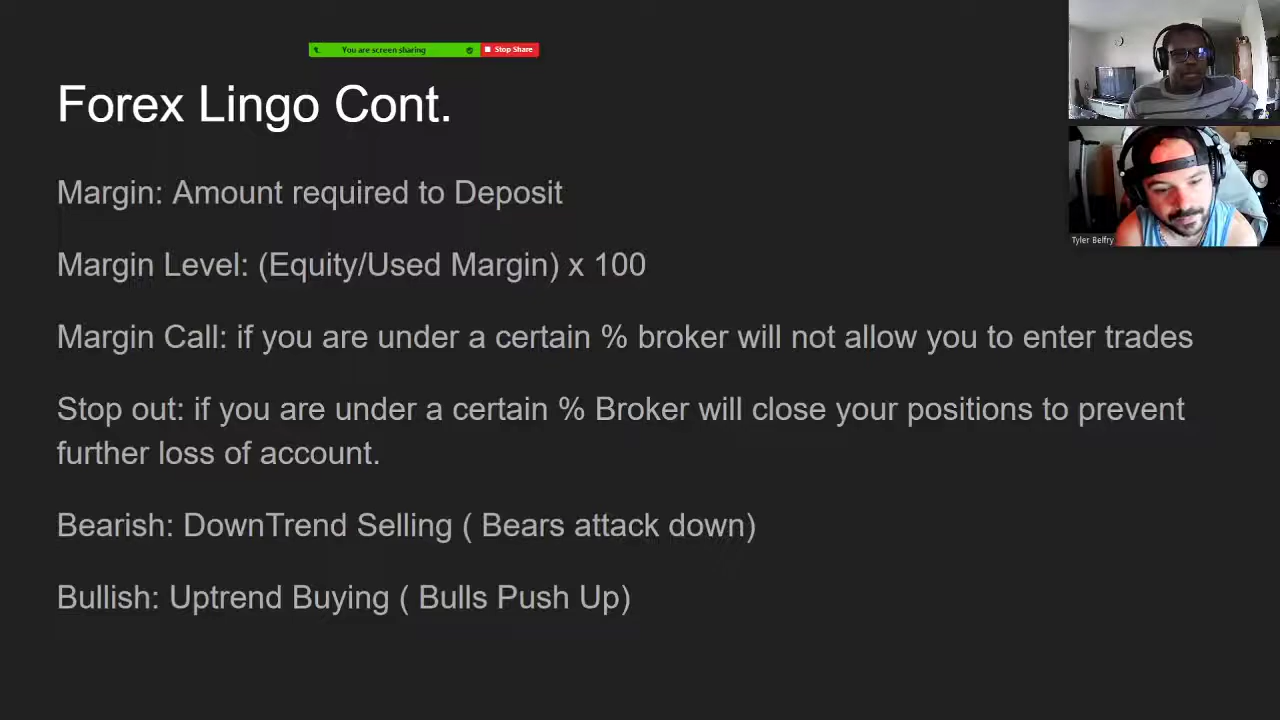 You are screen sharing
Stop Share
Forex Lingo Cont.
Margin: Amount required to Deposit
Margin Level: (Equity/Used Margin) x 100
Margin Call: if you are under a certain % broker will not allow you to enter trades
Stop out: if you are under a certain % Broker will close your positions to prevent
further loss of account.
Bearish: DownTrend Selling ( Bears attack down)
Bullish: Uptrend Buying ( Bulls Push Up)
Tyler Belfry